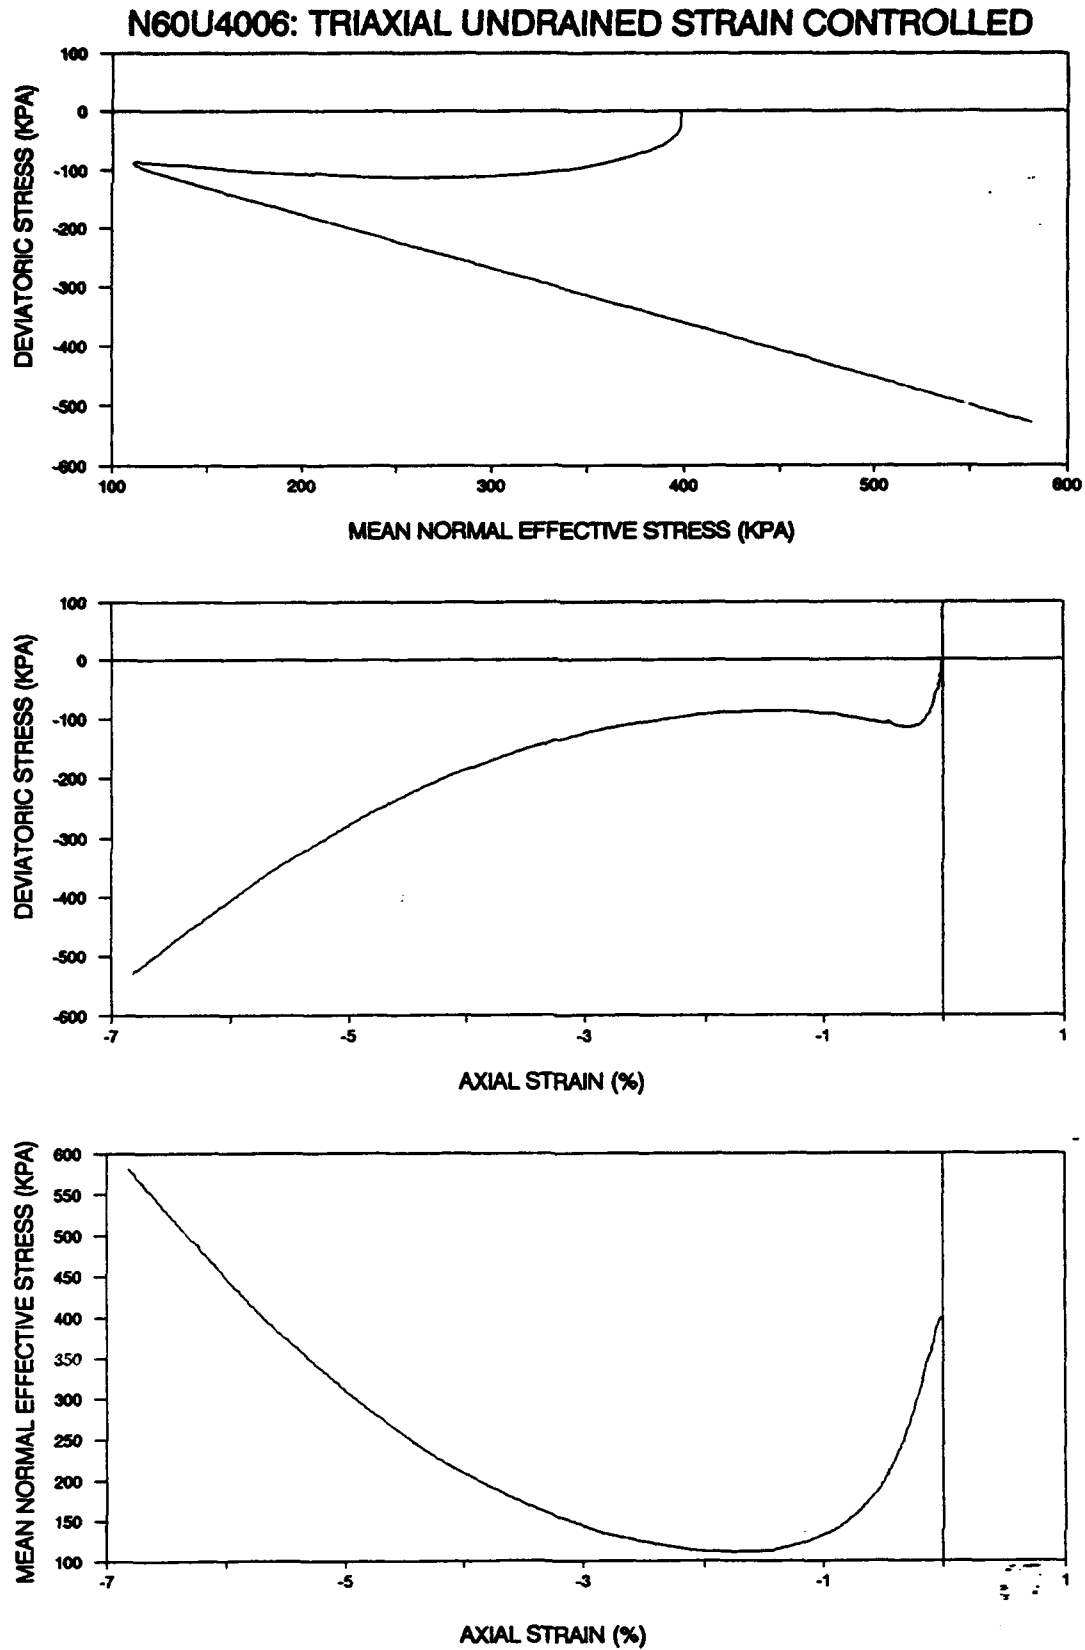 N60U4006: TRIAXIAL UNDRAINED STRAIN CONTROLLED
DEVIATORIC STRESS (KPA)
100
0
-100
-200
-300
-400
-500
-600
100 200 300 400 500 600
MEAN NORMAL EFFECTIVE STRESS (KPA)
DEVIATORIC STRESS (KPA)
100
0
-100
-200
-300
-400
-500
-600
-7 -5 -3 -1 1
AXIAL STRAIN (%)
MEAN NORMAL EFFECTIVE STRESS (KPA)
600
550
500
450
400
350
300
250
200
150
100
-7 -5 -3 -1 1
AXIAL STRAIN (%)